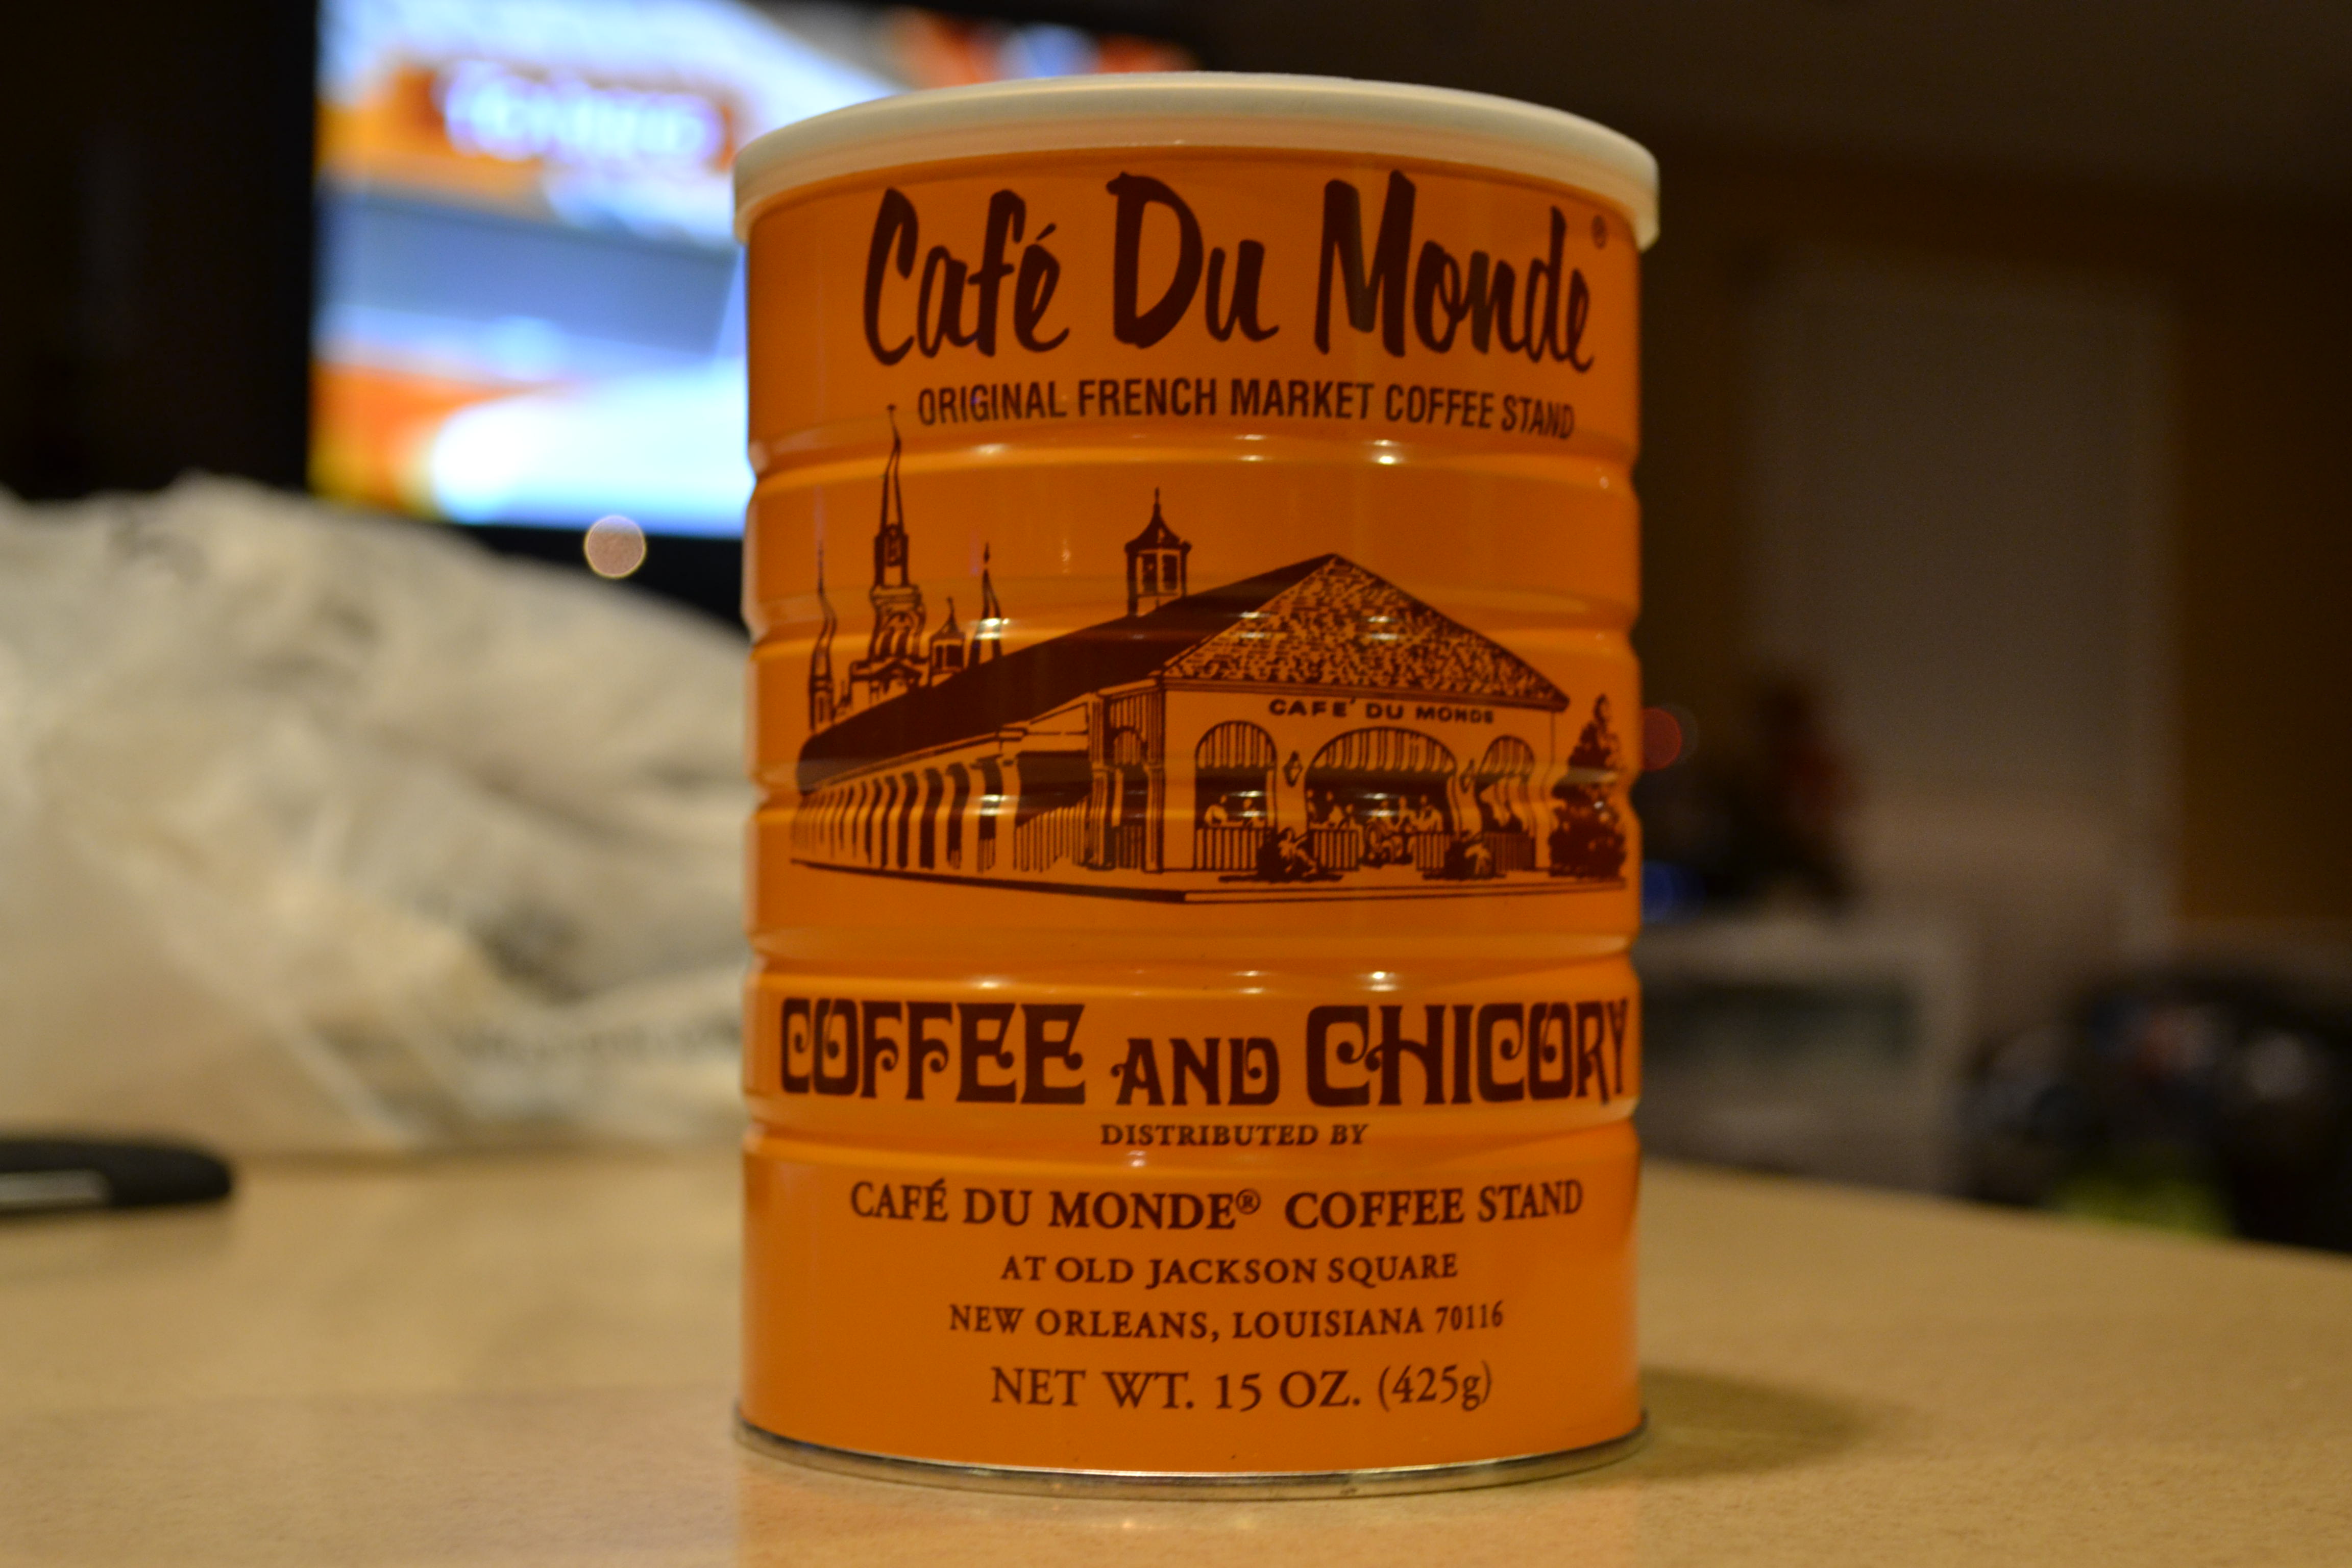 Café Du Monde®
ORIGINAL FRENCH MARKET COFFEE STAND
CAFE' DU MONDE
COFFEE AND CHICORY
DISTRIBUTED BY
CAFÉ DU MONDE® COFFEE STAND
AT OLD JACKSON SQUARE
NEW ORLEANS, LOUISIANA 70116
NET WT. 15 OZ. (425g)